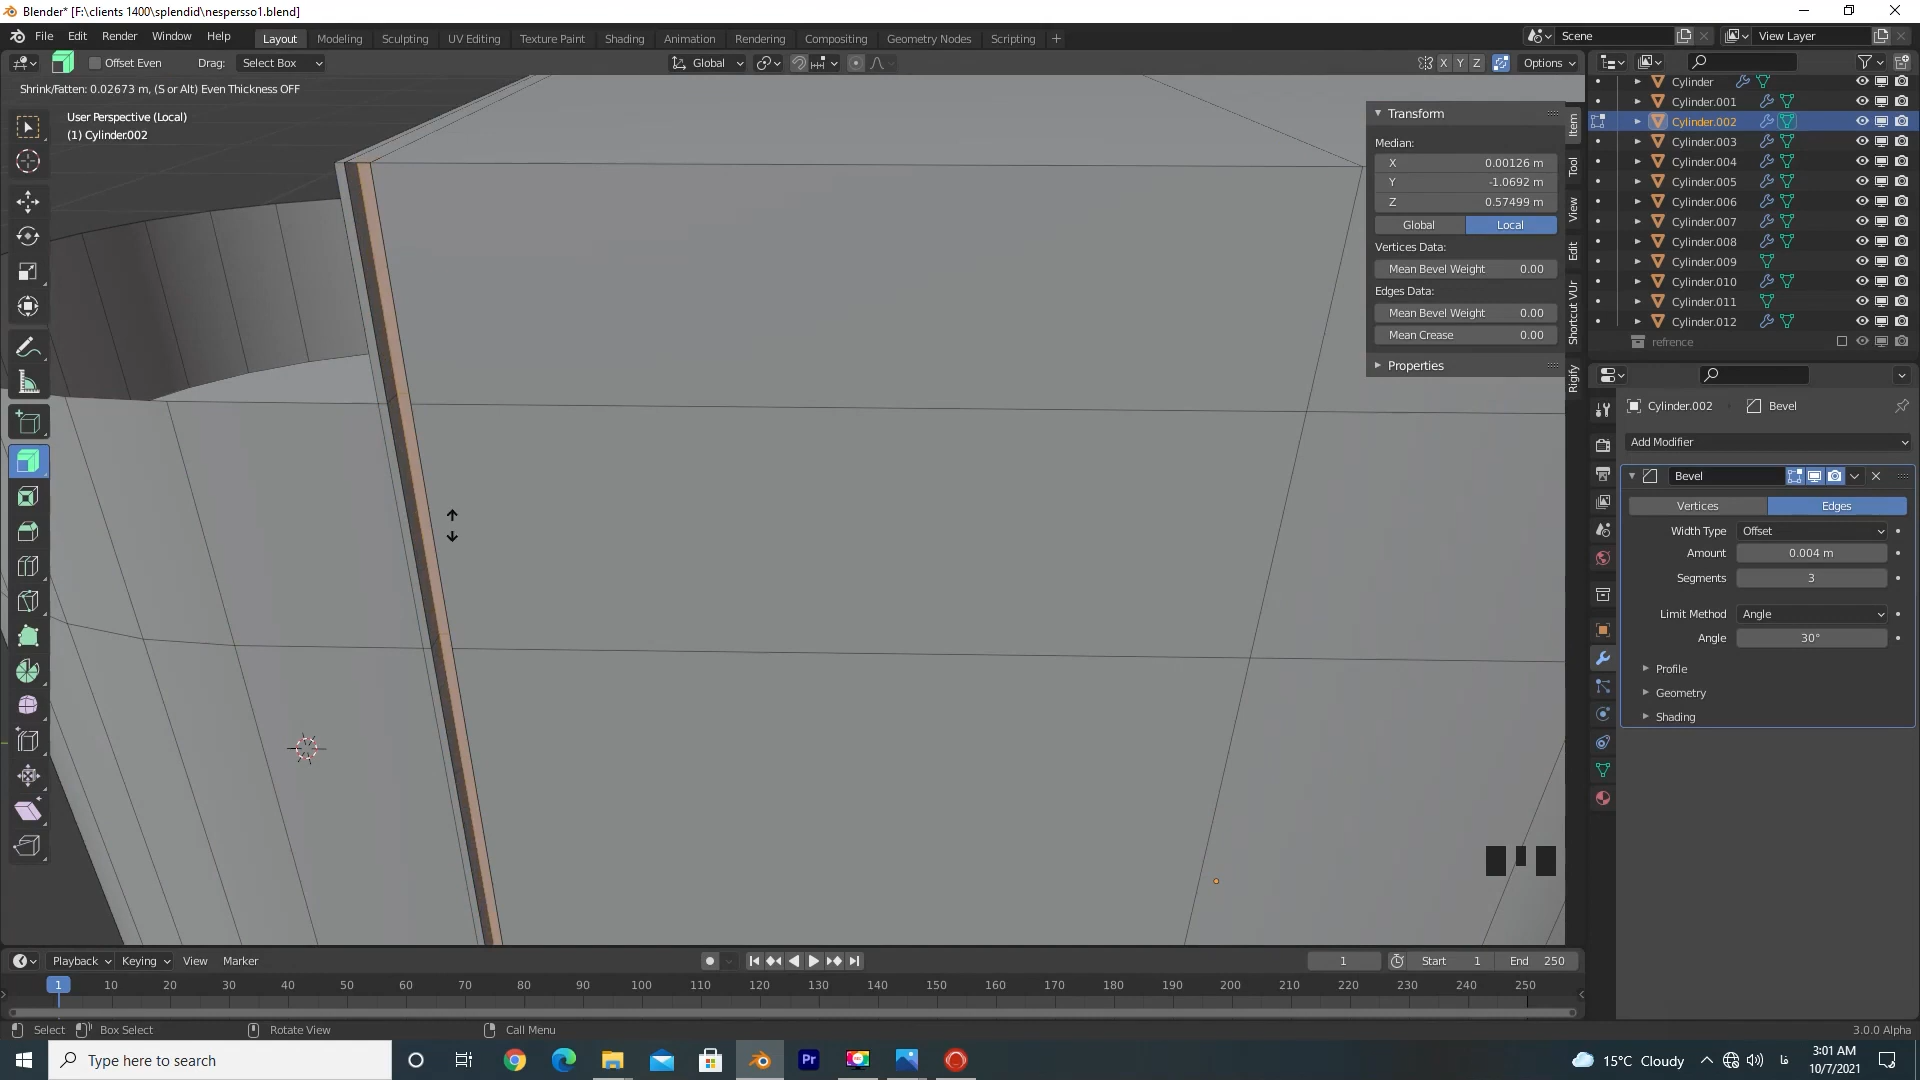 Blender* [F:\clients 1400\splendid\nespersso1.blend]
File Edit Render Window Help
Layout Modeling Sculpting UV Editing Texture Paint Shading Animation Rendering Compositing Geometry Nodes Scripting +
Scene View Layer
Offset Even Drag: Select Box Global X Y Z Options
Shrink/Fatten: 0.02673 m, (S or Alt) Even Thickness OFF
User Perspective (Local)
(1) Cylinder.002
Transform
Median:
X 0.00126 m
Y -1.0692 m
Z 0.57499 m
Global Local
Vertices Data:
Mean Bevel Weight 0.00
Edges Data:
Mean Bevel Weight 0.00
Mean Crease 0.00
Properties
Item
Tool
View
Edit
Shortcut VUr
Rigify
Cylinder
Cylinder.001
Cylinder.002
Cylinder.003
Cylinder.004
Cylinder.005
Cylinder.006
Cylinder.007
Cylinder.008
Cylinder.009
Cylinder.010
Cylinder.011
Cylinder.012
refrence
Cylinder.002 Bevel
Add Modifier
Bevel
Vertices Edges
Width Type Offset
Amount 0.004 m
Segments 3
Limit Method Angle
Angle 30°
Profile
Geometry
Shading
Playback Keying View Marker 1 Start 1 End 250
1 10 20 30 40 50 60 70 80 90 100 110 120 130 140 150 160 170 180 190 200 210 220 230 240 250
Select Box Select Rotate View Call Menu 3.0.0 Alpha
Type here to search
Pr
15°C Cloudy
فا
3:01 AM
10/7/2021